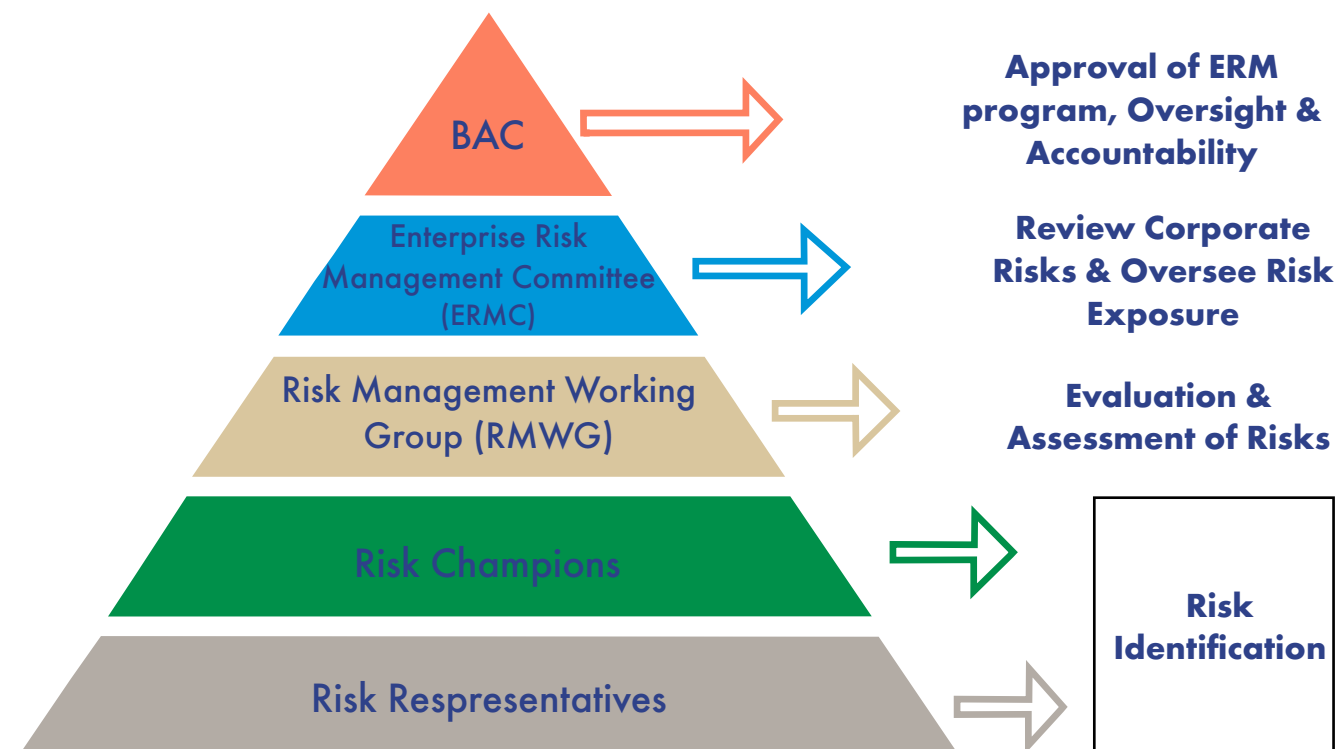 BAC
Approval of ERM
program, Oversight &
Accountability
Enterprise Risk
Management Committee
(ERMC)
Review Corporate
Risks & Oversee Risk
Exposure
Risk Management Working
Group (RMWG)
Evaluation &
Assessment of Risks
Risk Champions
Risk Respresentatives
Risk
Identification